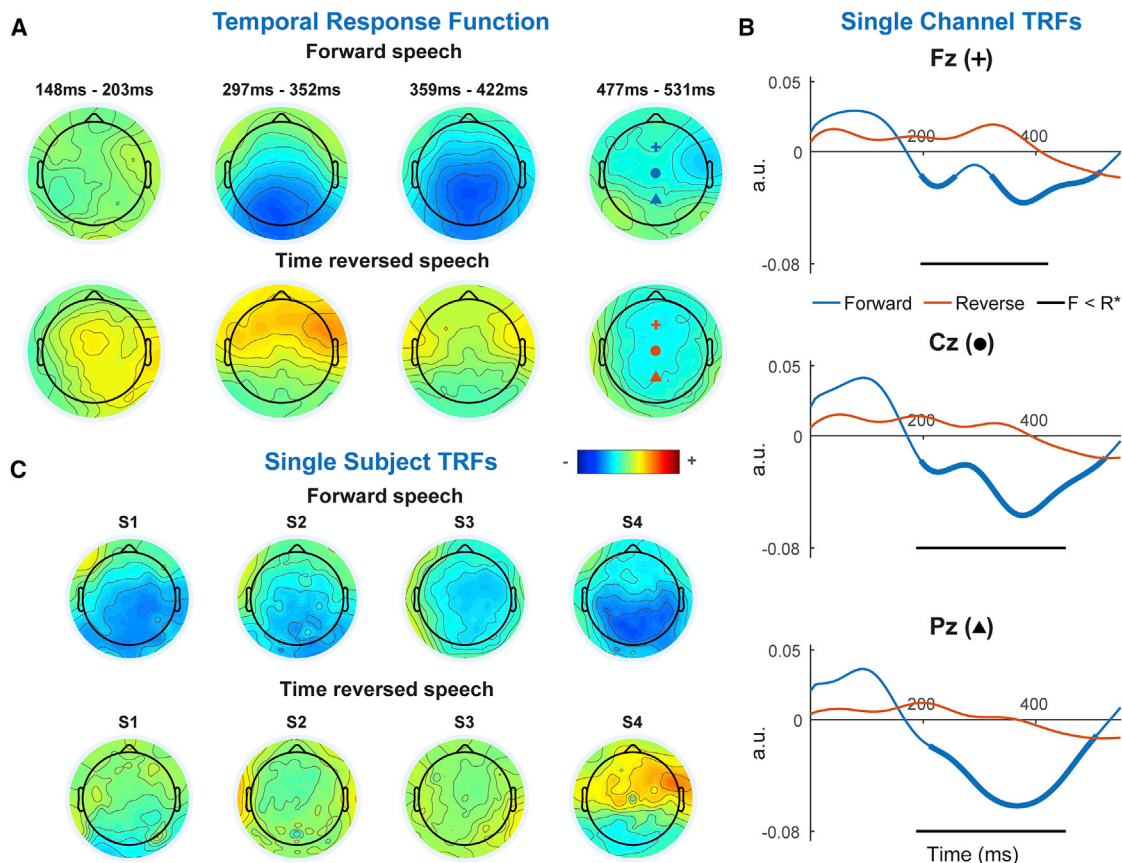 A
Temporal Response Function
Forward speech
148ms - 203ms 297ms - 352ms 359ms - 422ms 477ms - 531ms
Time reversed speech
C
Single Subject TRFs
- +
Forward speech
S1 S2 S3 S4
Time reversed speech
S1 S2 S3 S4
B
Single Channel TRFs
Fz (+)
0.05
200 400
0
a.u.
-0.08
Forward Reverse F < R*
Cz (●)
0.05
200 400
0
a.u.
-0.08
Pz (▲)
0.05
200 400
0
a.u.
-0.08
Time (ms)